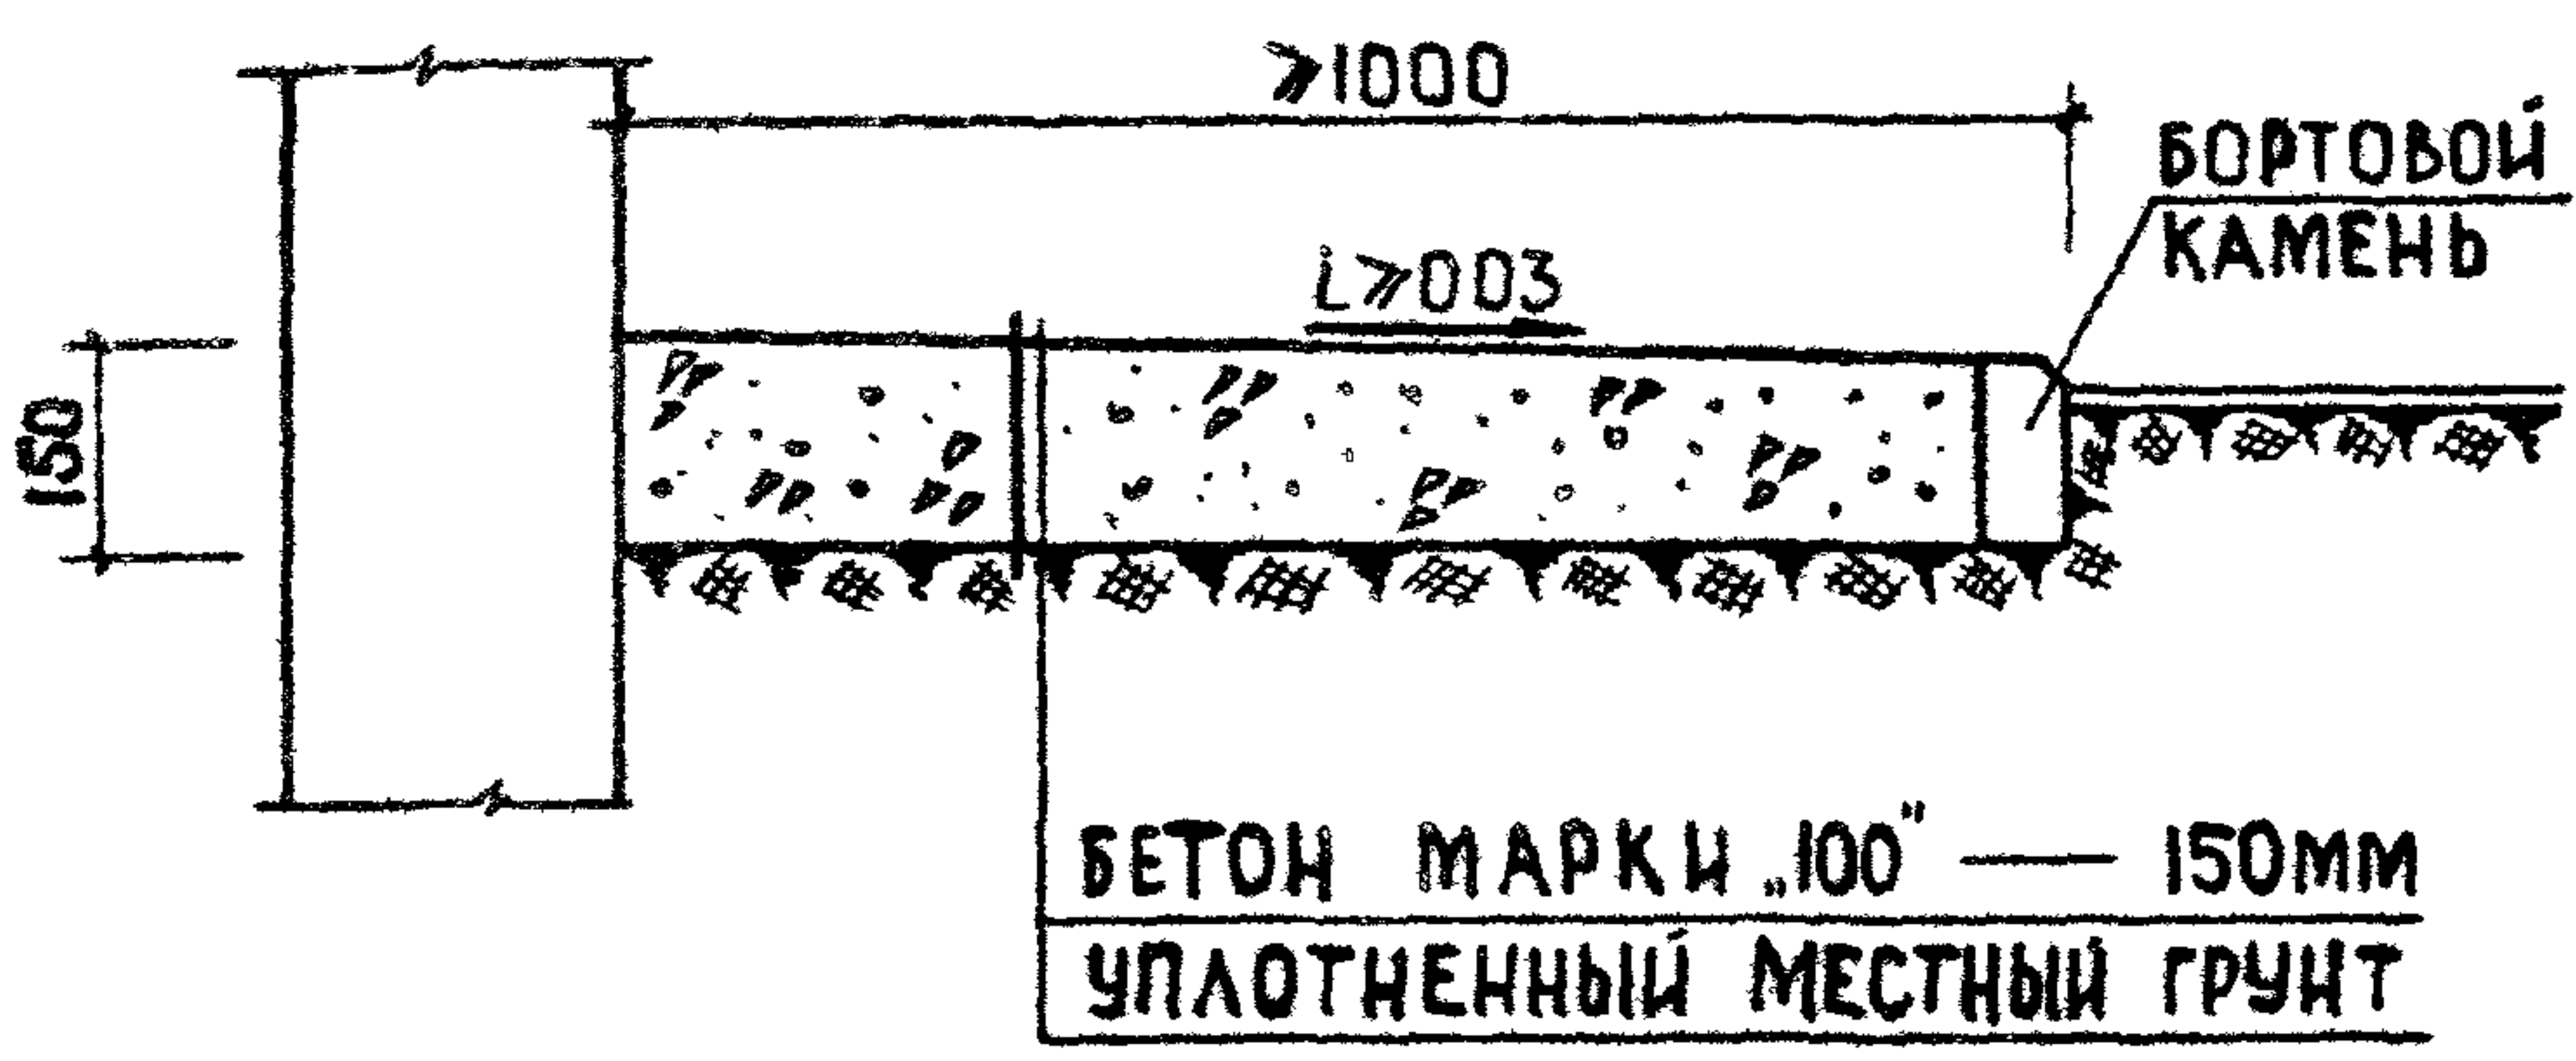 ⩾1000
БОРТОВОЙ
КАМЕНЬ
i⩾003
150
БЕТОН МАРКИ „100" — 150ММ
УПЛОТНЕННЫЙ МЕСТНЫЙ ГРУНТ